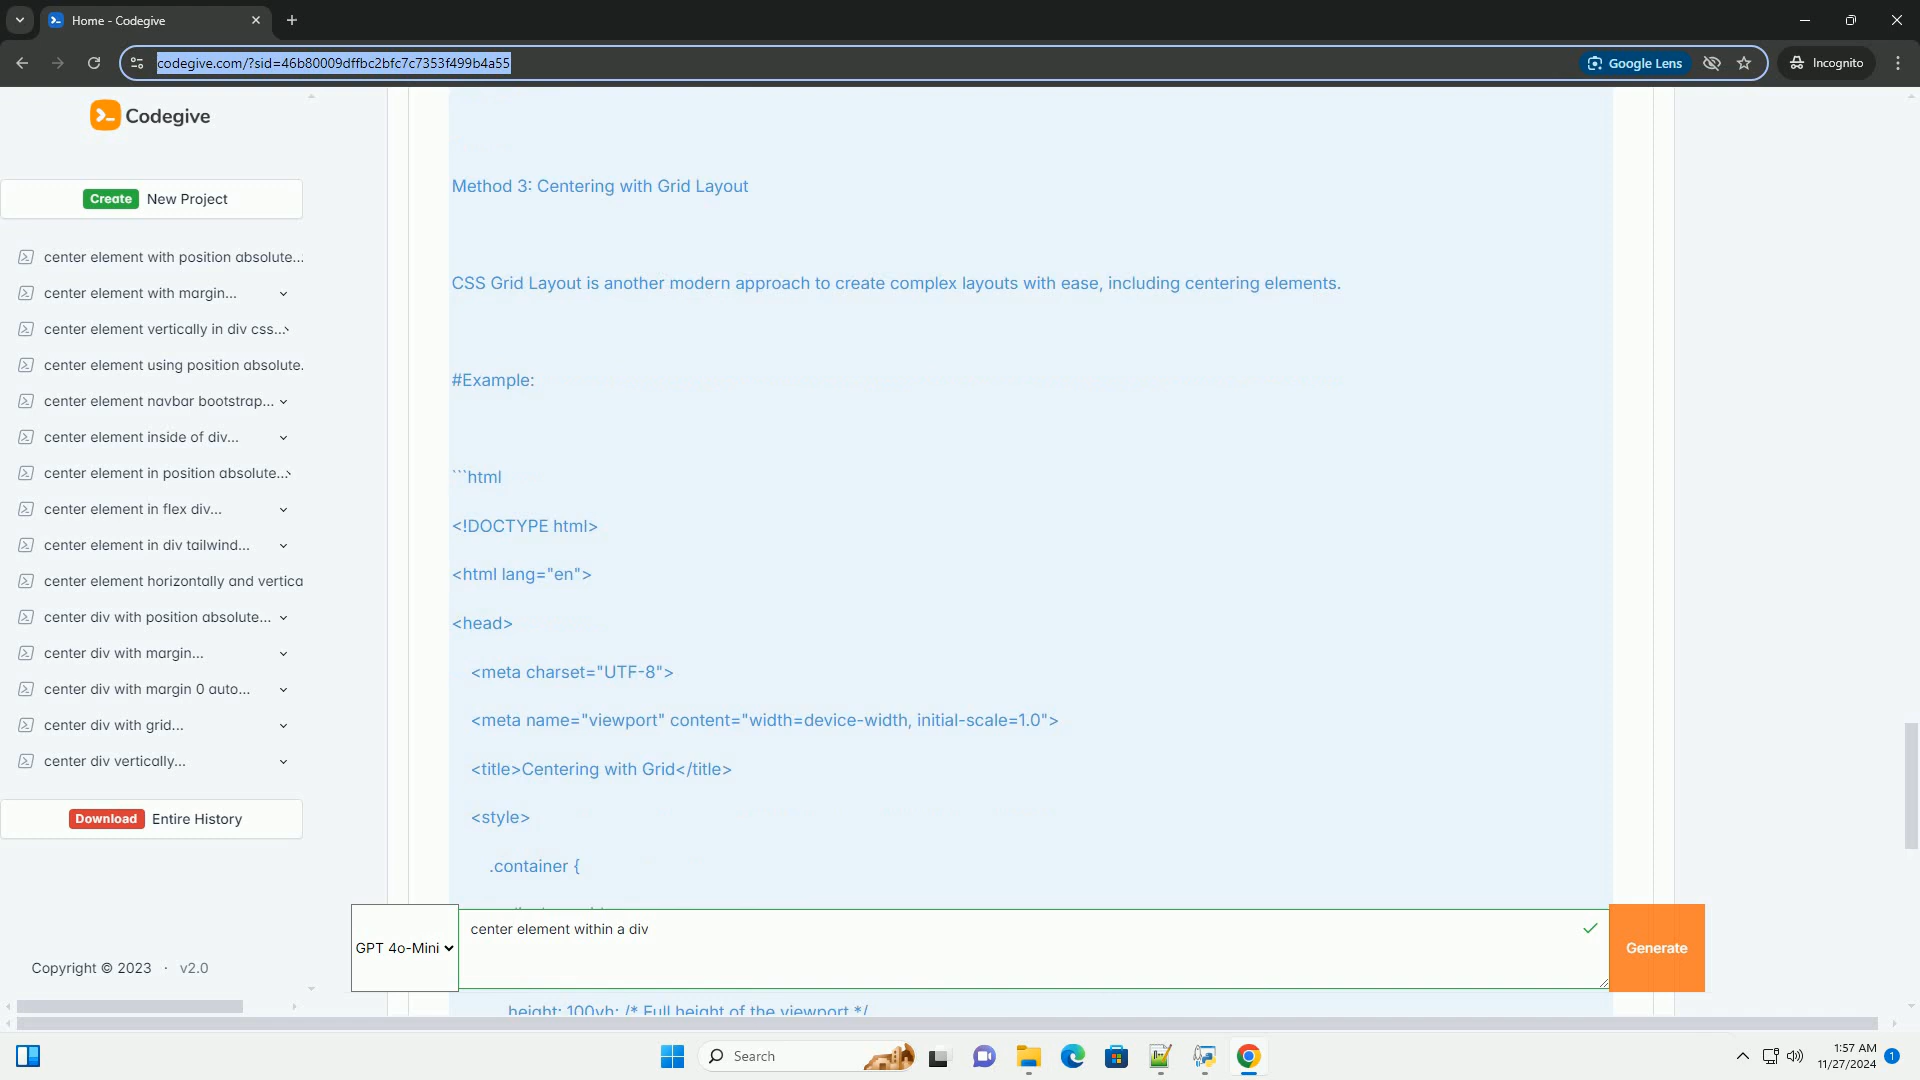 Home - Codegive
codegive.com/?sid=46b80009dffbc2bfc7c7353f499b4a55
Google Lens
Incognito
Codegive
Create New Project
center element with position absolute...
center element with margin...
center element vertically in div css...
center element using position absolute.
center element navbar bootstrap...
center element inside of div...
center element in position absolute...
center element in flex div...
center element in div tailwind...
center element horizontally and vertica
center div with position absolute...
center div with margin...
center div with margin 0 auto...
center div with grid...
center div vertically...
Download Entire History
Copyright © 2023 · v2.0
Method 3: Centering with Grid Layout
CSS Grid Layout is another modern approach to create complex layouts with ease, including centering elements.
#Example:
```html
<!DOCTYPE html>
<html lang="en">
<head>
<meta charset="UTF-8">
<meta name="viewport" content="width=device-width, initial-scale=1.0">
<title>Centering with Grid</title>
<style>
.container {
GPT 4o-Mini
center element within a div
Generate
height: 100vh; /* Full height of the viewport */
Search
1:57 AM
11/27/2024
1